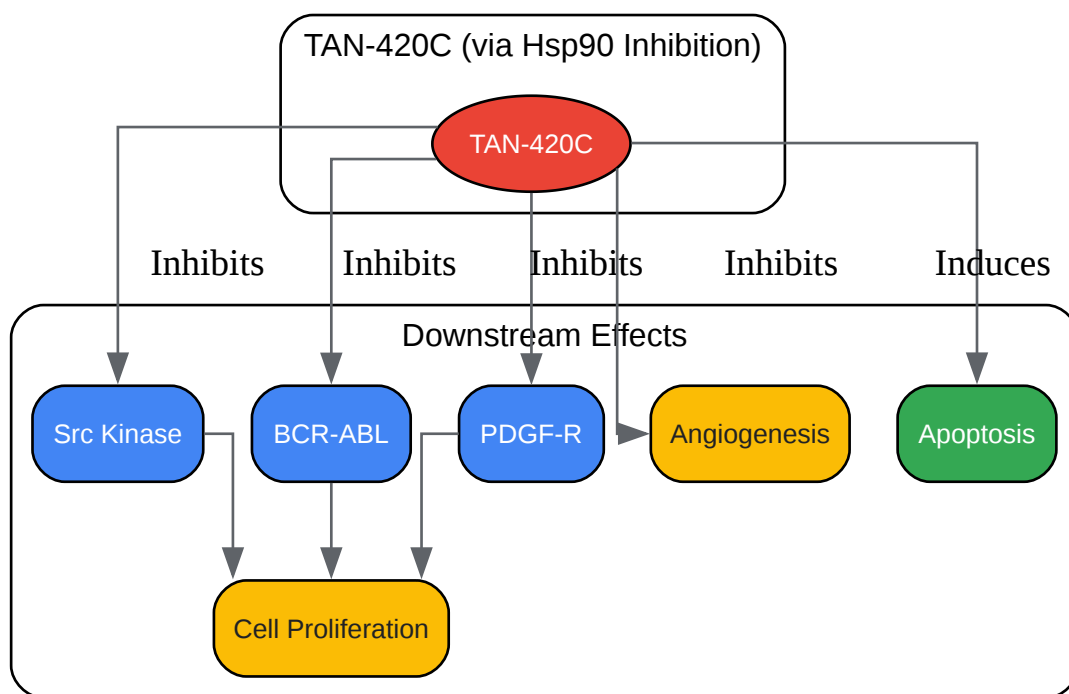 TAN-420C (via Hsp90 Inhibition)
TAN-420C
Inhibits
Inhibits
Inhibits
Inhibits
Induces
Downstream Effects
Src Kinase
BCR-ABL
PDGF-R
Angiogenesis
Apoptosis
Cell Proliferation